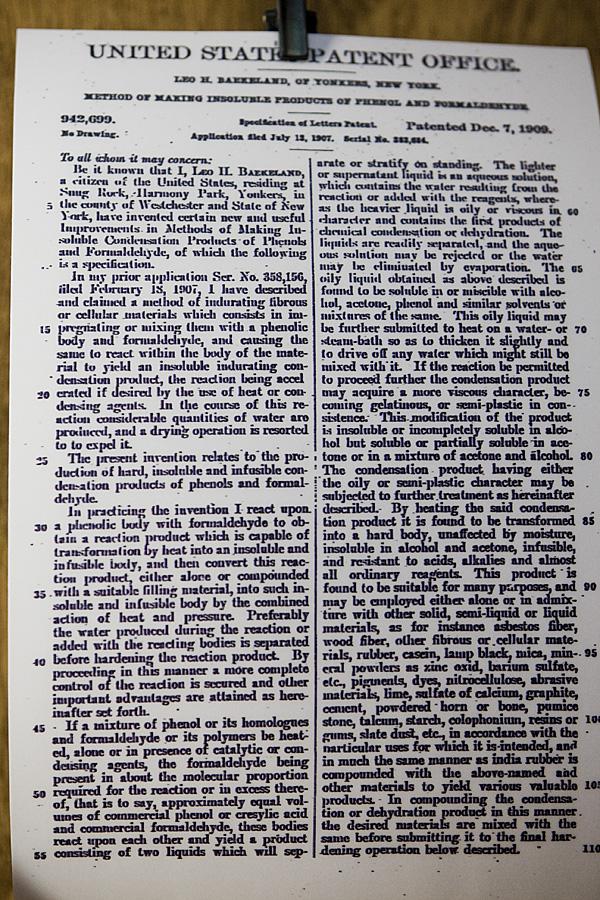 UNITED STATES PATENT OFFICE.
LEO H. BAEKELAND, OF YONKERS, NEW YORK.
METHOD OF MAKING INSOLUBLE PRODUCTS OF PHENOL AND FORMALDEHYDE.
942,699.
Specification of Letters Patent.
Patented Dec. 7, 1909.
No Drawing.
Application filed July 13, 1907. Serial No. 383,684.
To all whom it may concern:
Be it known that I, LEO H. BAEKELAND,
a citizen of the United States, residing at
Snug Rock, Harmony Park, Yonkers, in
5 the county of Westchester and State of New
York, have invented certain new and useful
Improvements in Methods of Making In-
soluble Condensation Products of Phenols
and Formaldehyde, of which the following
is a specification.
In my prior application Ser. No. 358,156,
filed February 18, 1907, I have described
and claimed a method of indurating fibrous
or cellular materials which consists in im-
15 pregnating or mixing them with a phenolic
body and formaldehyde, and causing the
same to react within the body of the mate-
rial to yield an insoluble indurating con-
densation product, the reaction being accel
20 erated if desired by the use of heat or con-
densing agents. In the course of this re-
action considerable quantities of water are
produced, and a drying operation is resorted
to to expel it.
25 The present invention relates to the pro-
duction of hard, insoluble and infusible con-
densation products of phenols and formal-
dehyde.
In practicing the invention I react upon
30 a phenolic body with formaldehyde to ob-
tain a reaction product which is capable of
transformation by heat into an insoluble and
infusible body, and then convert this reac-
tion product, either alone or compounded
35 with a suitable filling material, into such in-
soluble and infusible body by the combined
action of heat and pressure. Preferably
the water produced during the reaction or
added with the reacting bodies is separated
40 before hardening the reaction product. By
proceeding in this manner a more complete
control of the reaction is secured and other
important advantages are attained as here-
inafter set forth.
45 If a mixture of phenol or its homologues
and formaldehyde or its polymers be heat-
ed, alone or in presence of catalytic or con-
densing agents, the formaldehyde being
present in about the molecular proportion
50 required for the reaction or in excess there-
of, that is to say, approximately equal vol-
umes of commercial phenol or cresylic acid
and commercial formaldehyde, these bodies
react upon each other and yield a product
55 consisting of two liquids which will sep-
arate or stratify on standing. The lighter
or supernatant liquid is an aqueous solution,
which contains the water resulting from the
reaction or added with the reagents, where-
as the heavier liquid is oily or viscous in 60
character and contains the first products of
chemical condensation or dehydration. The
liquids are readily separated, and the aque-
ous solution may be rejected or the water
may be eliminated by evaporation. The 65
oily liquid obtained as above described is
found to be soluble in or miscible with alco-
hol, acetone, phenol and similar solvents or
mixtures of the same. This oily liquid may
be further submitted to heat on a water- or 70
steam-bath so as to thicken it slightly and
to drive off any water which might still be
mixed with it. If the reaction be permitted
to proceed further the condensation product
may acquire a more viscous character, be- 75
coming gelatinous, or semi-plastic in con-
sistence. This modification of the product
is insoluble or incompletely soluble in alco-
hol but soluble or partially soluble in ace-
tone or in a mixture of acetone and alcohol. 80
The condensation product having either
the oily or semi-plastic character may be
subjected to further treatment as hereinafter
described. By heating the said condensa-
tion product it is found to be transformed 85
into a hard body, unaffected by moisture,
insoluble in alcohol and acetone, infusible,
and resistant to acids, alkalies and almost
all ordinary reagents. This product is
found to be suitable for many purposes, and 90
may be employed either alone or in admix-
ture with other solid, semi-liquid or liquid
materials, as for instance asbestos fiber,
wood fiber, other fibrous or cellular mate-
rials, rubber, casein, lamp black, mica, min- 95
eral powders as zinc oxid, barium sulfate,
etc., pigments, dyes, nitrocellulose, abrasive
materials, lime, sulfate of calcium, graphite,
cement, powdered horn or bone, pumice
stone, talcum, starch, colophonium, resins or 10
gums, slate dust, etc., in accordance with the
particular uses for which it is intended, and
in much the same manner as india rubber is
compounded with the above-named and
other materials to yield various valuable 10
products. In compounding the condensa-
tion or dehydration product in this manner
the desired materials are mixed with the
same before submitting it to the final har-
dening operation below described. 110